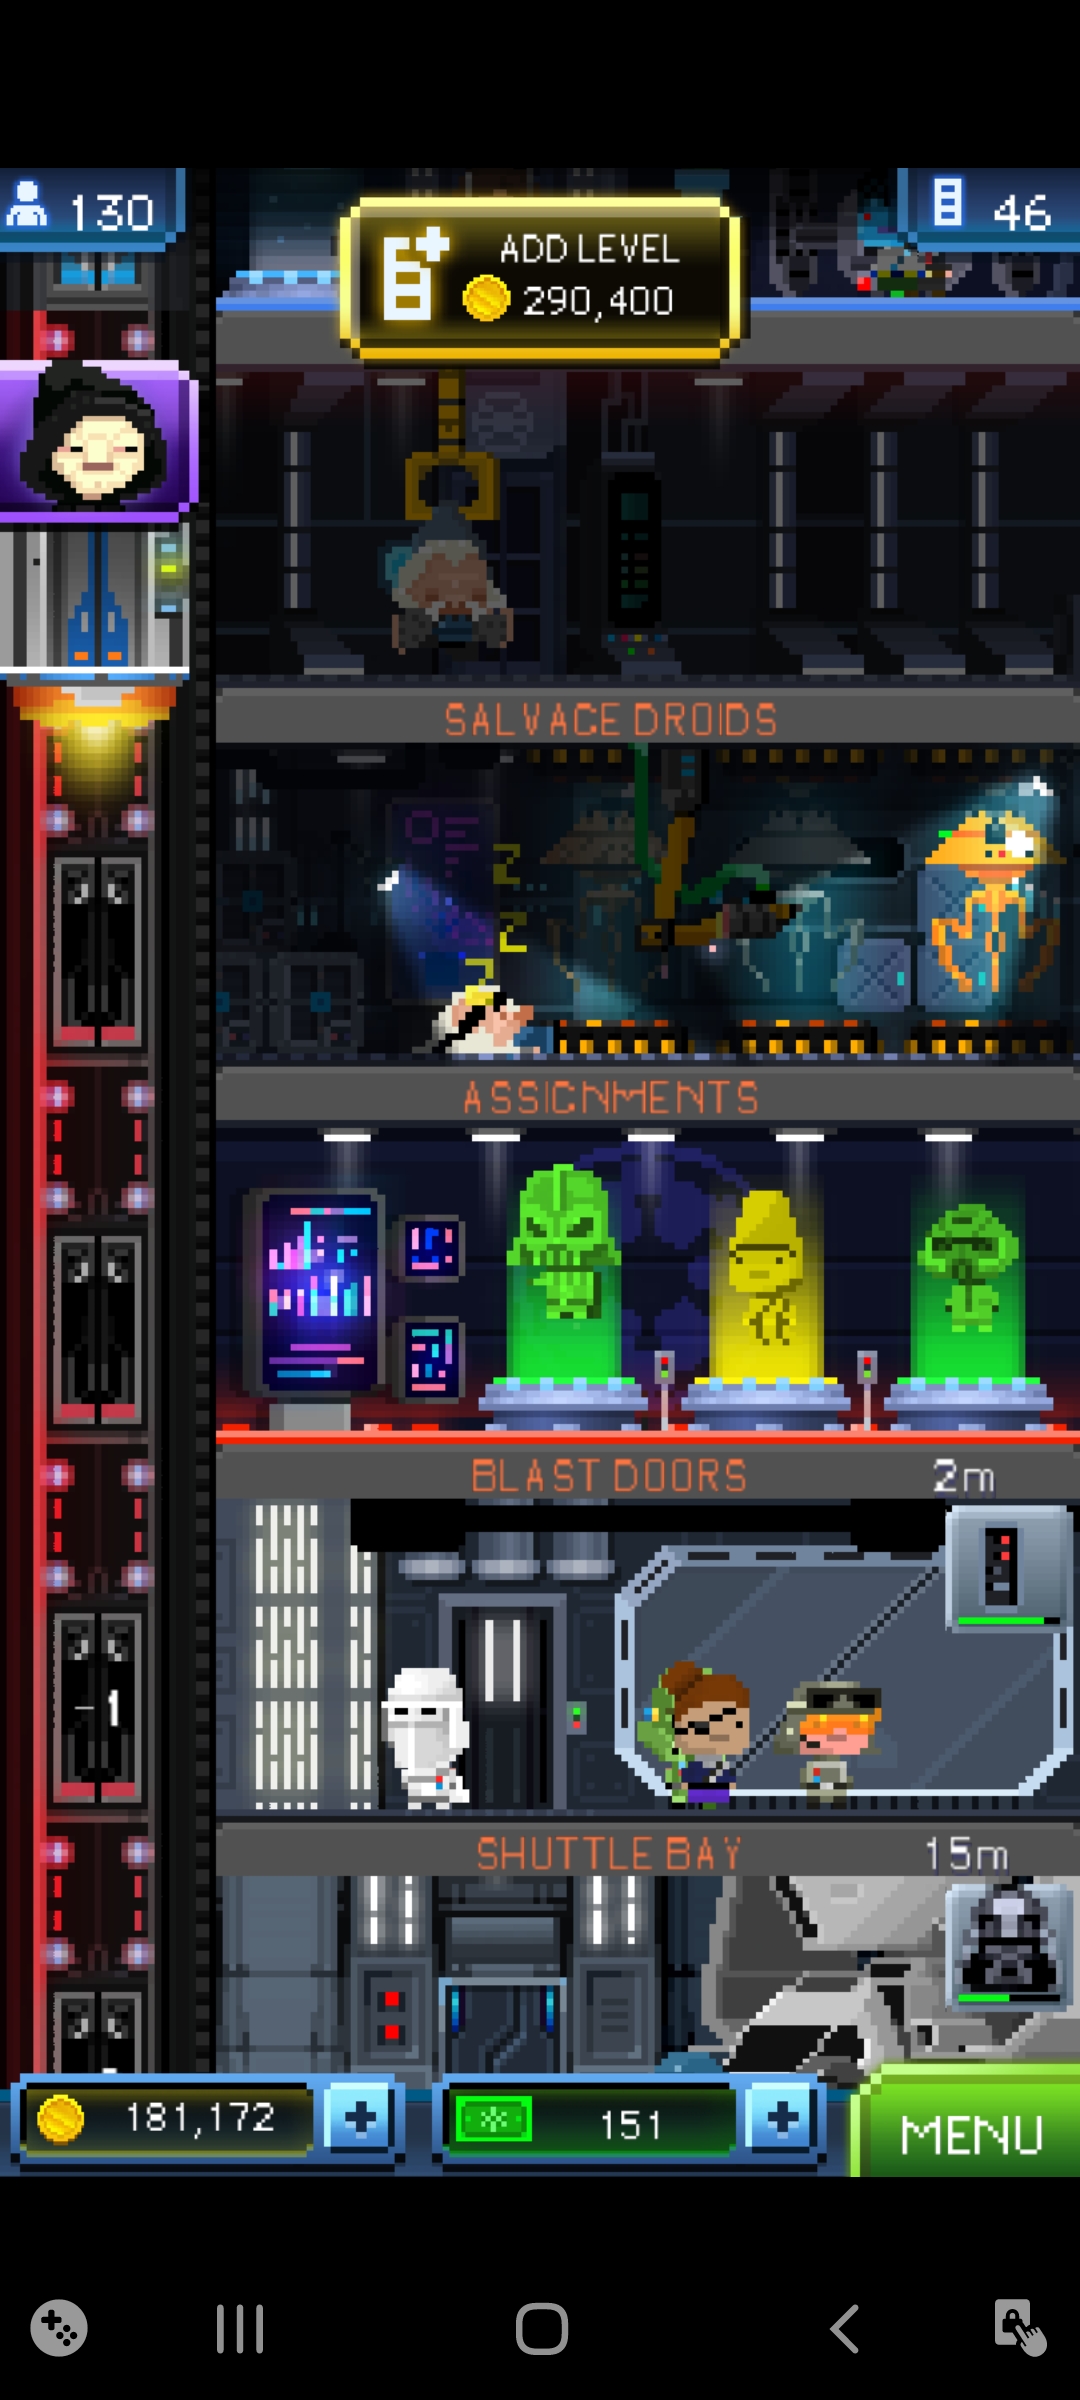 130
46
ADD LEVEL
290,400
SALVAGE DROIDS
Z
Z
Z
ASSIGNMENTS
BLAST DOORS 2m
-1
SHUTTLE BAY 15m
181,172 +
151 +
MENU